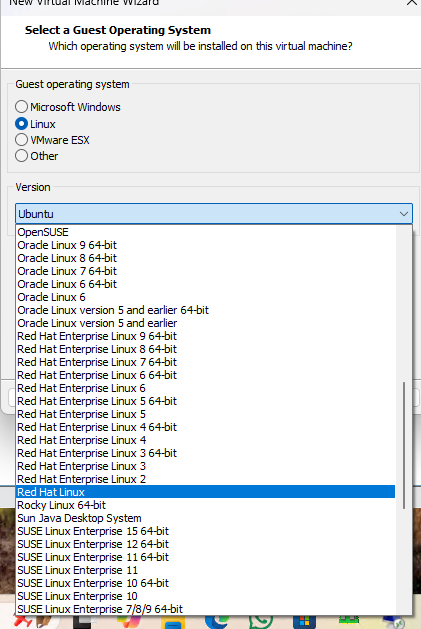 New Virtual Machine Wizard
Select a Guest Operating System
Which operating system will be installed on this virtual machine?
Guest operating system
Microsoft Windows
Linux
VMware ESX
Other
Version
Ubuntu
OpenSUSE
Oracle Linux 9 64-bit
Oracle Linux 8 64-bit
Oracle Linux 7 64-bit
Oracle Linux 6 64-bit
Oracle Linux 6
Oracle Linux version 5 and earlier 64-bit
Oracle Linux version 5 and earlier
Red Hat Enterprise Linux 9 64-bit
Red Hat Enterprise Linux 8 64-bit
Red Hat Enterprise Linux 7 64-bit
Red Hat Enterprise Linux 6 64-bit
Red Hat Enterprise Linux 6
Red Hat Enterprise Linux 5 64-bit
Red Hat Enterprise Linux 5
Red Hat Enterprise Linux 4 64-bit
Red Hat Enterprise Linux 4
Red Hat Enterprise Linux 3 64-bit
Red Hat Enterprise Linux 3
Red Hat Enterprise Linux 2
Red Hat Linux
Rocky Linux 64-bit
Sun Java Desktop System
SUSE Linux Enterprise 15 64-bit
SUSE Linux Enterprise 12 64-bit
SUSE Linux Enterprise 11 64-bit
SUSE Linux Enterprise 11
SUSE Linux Enterprise 10 64-bit
SUSE Linux Enterprise 10
SUSE Linux Enterprise 7/8/9 64-bit